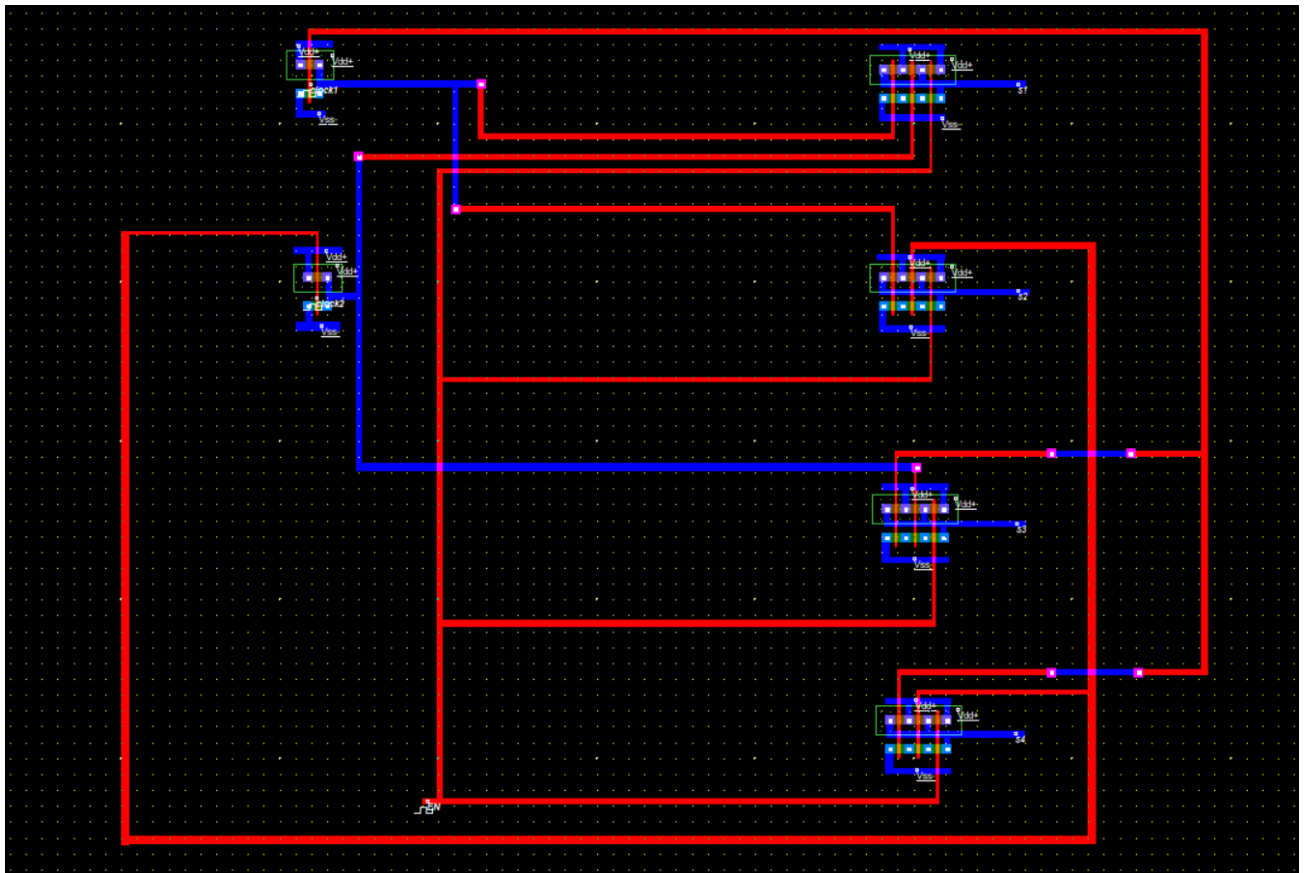 Vdd+
Vdd+
clock1
Vss-
Vdd+
Vdd+
s1
Vss-
Vdd+
Vdd+
clock2
Vss-
Vdd+
Vdd+
s2
Vss-
Vdd+
Vdd+
s3
Vss-
Vdd+
Vdd+
s4
Vss-
EN